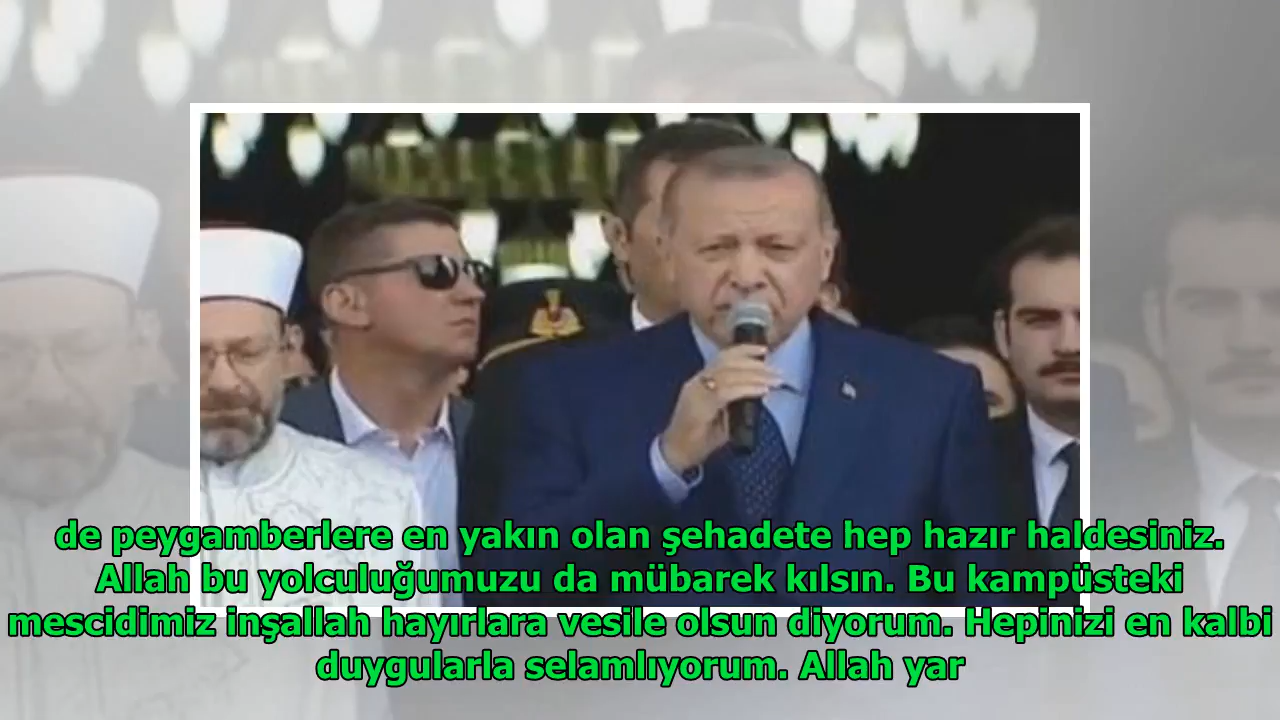 de peygamberlere en yakın olan şehadete hep hazır haldesiniz.
Allah bu yolculuğumuzu da mübarek kılsın. Bu kampüsteki
mescidimiz inşallah hayırlara vesile olsun diyorum. Hepinizi en kalbi
duygularla selamlıyorum. Allah yar